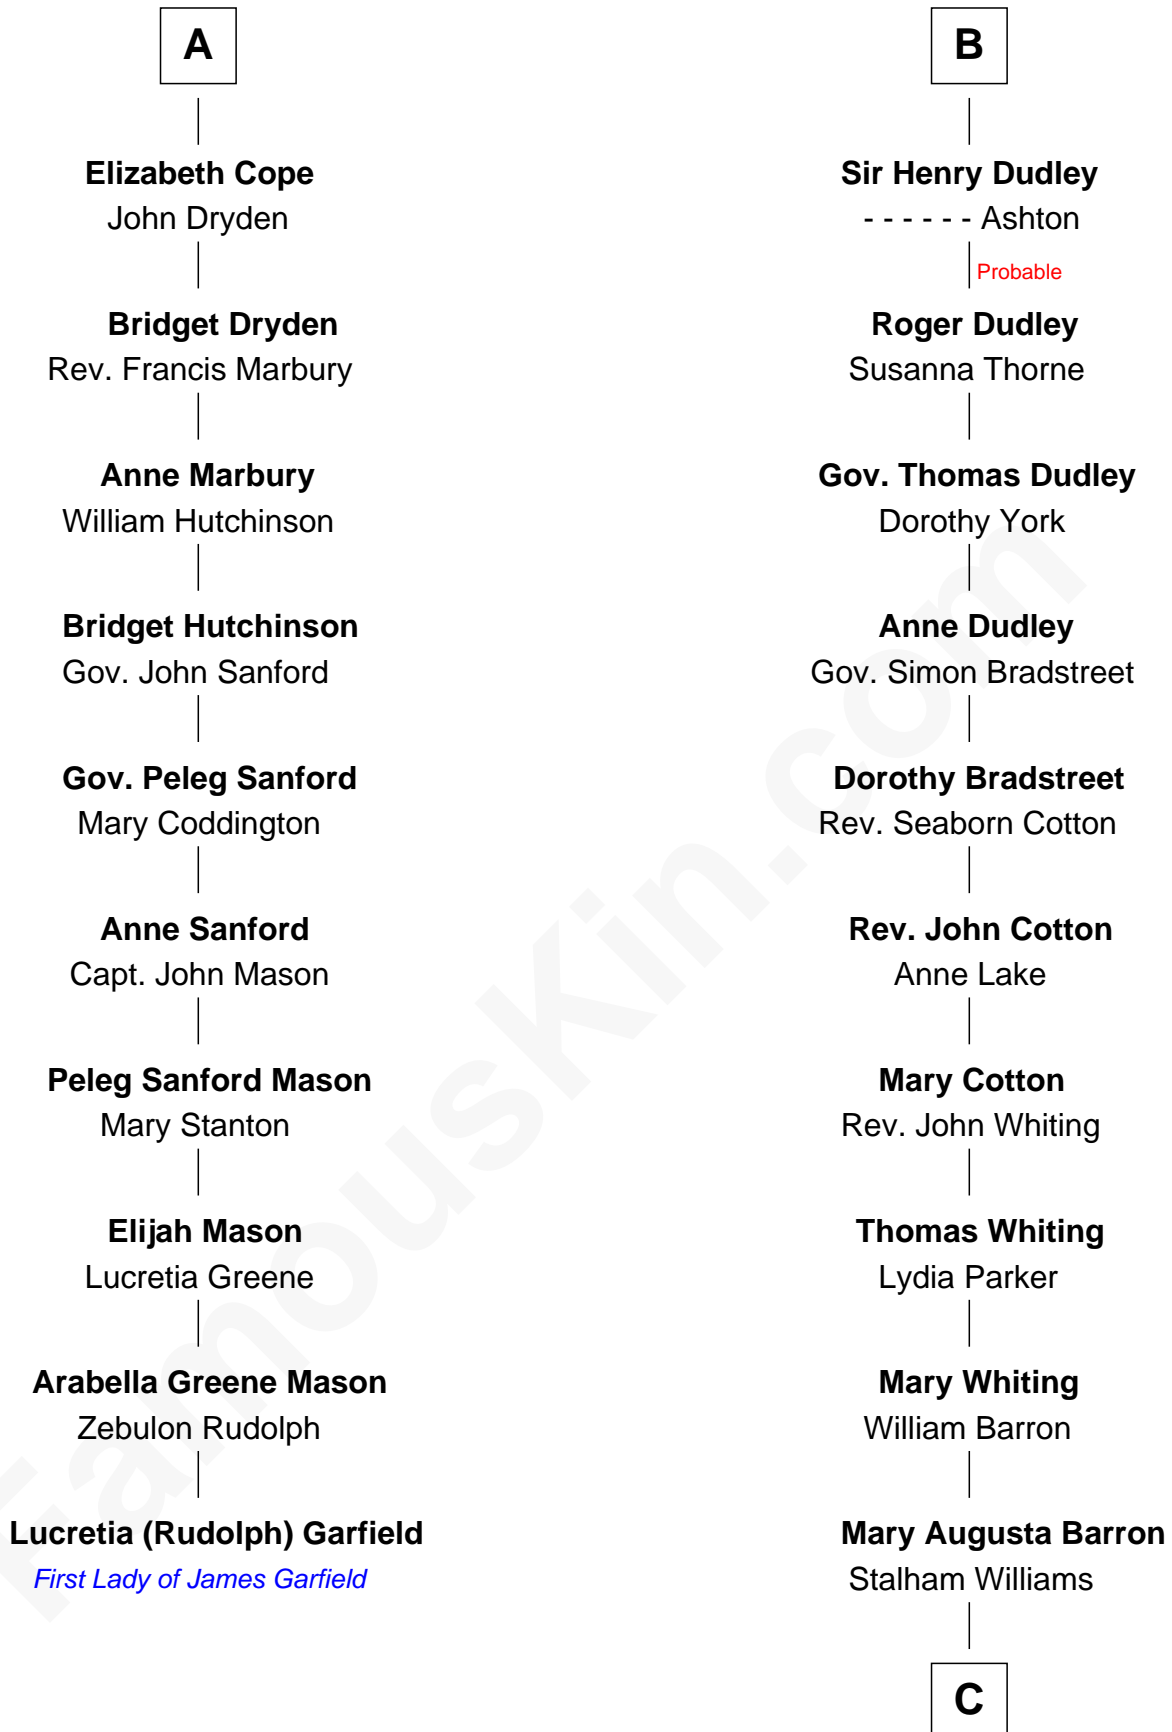 A
Elizabeth Cope
John Dryden
Bridget Dryden
Rev. Francis Marbury
Anne Marbury
William Hutchinson
Bridget Hutchinson
Gov. John Sanford
Gov. Peleg Sanford
Mary Coddington
Anne Sanford
Capt. John Mason
Peleg Sanford Mason
Mary Stanton
Elijah Mason
Lucretia Greene
Arabella Greene Mason
Zebulon Rudolph
Lucretia (Rudolph) Garfield
First Lady of James Garfield
B
Sir Henry Dudley
- - - - - - Ashton
Probable
Roger Dudley
Susanna Thorne
Gov. Thomas Dudley
Dorothy York
Anne Dudley
Gov. Simon Bradstreet
Dorothy Bradstreet
Rev. Seaborn Cotton
Rev. John Cotton
Anne Lake
Mary Cotton
Rev. John Whiting
Thomas Whiting
Lydia Parker
Mary Whiting
William Barron
Mary Augusta Barron
Stalham Williams
C
FamousKin.com